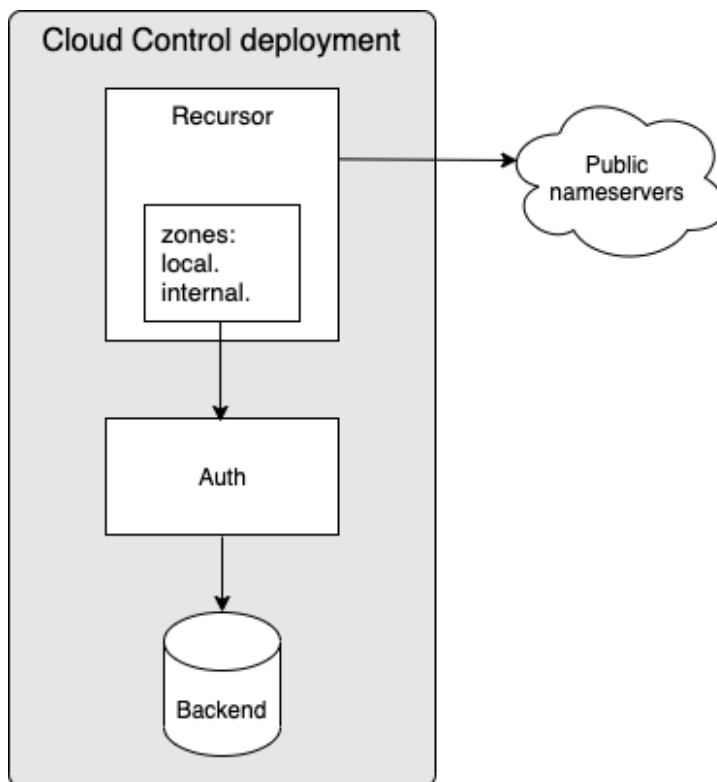 Cloud Control deployment
Recursor
zones:
local.
internal.
Public
nameservers
Auth
Backend